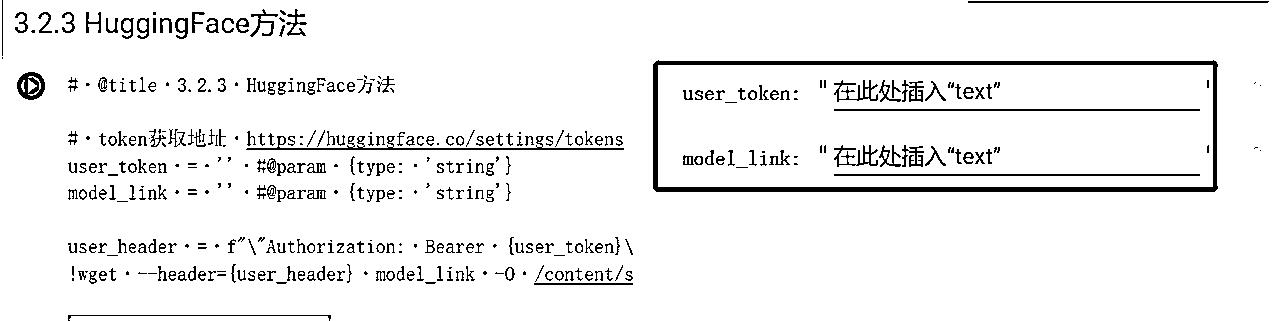 3.2.3 HuggingFace方法
#·@title·3.2.3·HuggingFace方法
#·token获取地址·https://huggingface.co/settings/tokens
user_token·=·''·#@param·{type:·'string'}
model_link·=·''·#@param·{type:·'string'}
user_header·=·f"\"Authorization:·Bearer·{user_token}\
!wget·--header={user_header}·model_link·-O·/content/s
user_token: "在此处插入“text” "
model_link: "在此处插入“text” "